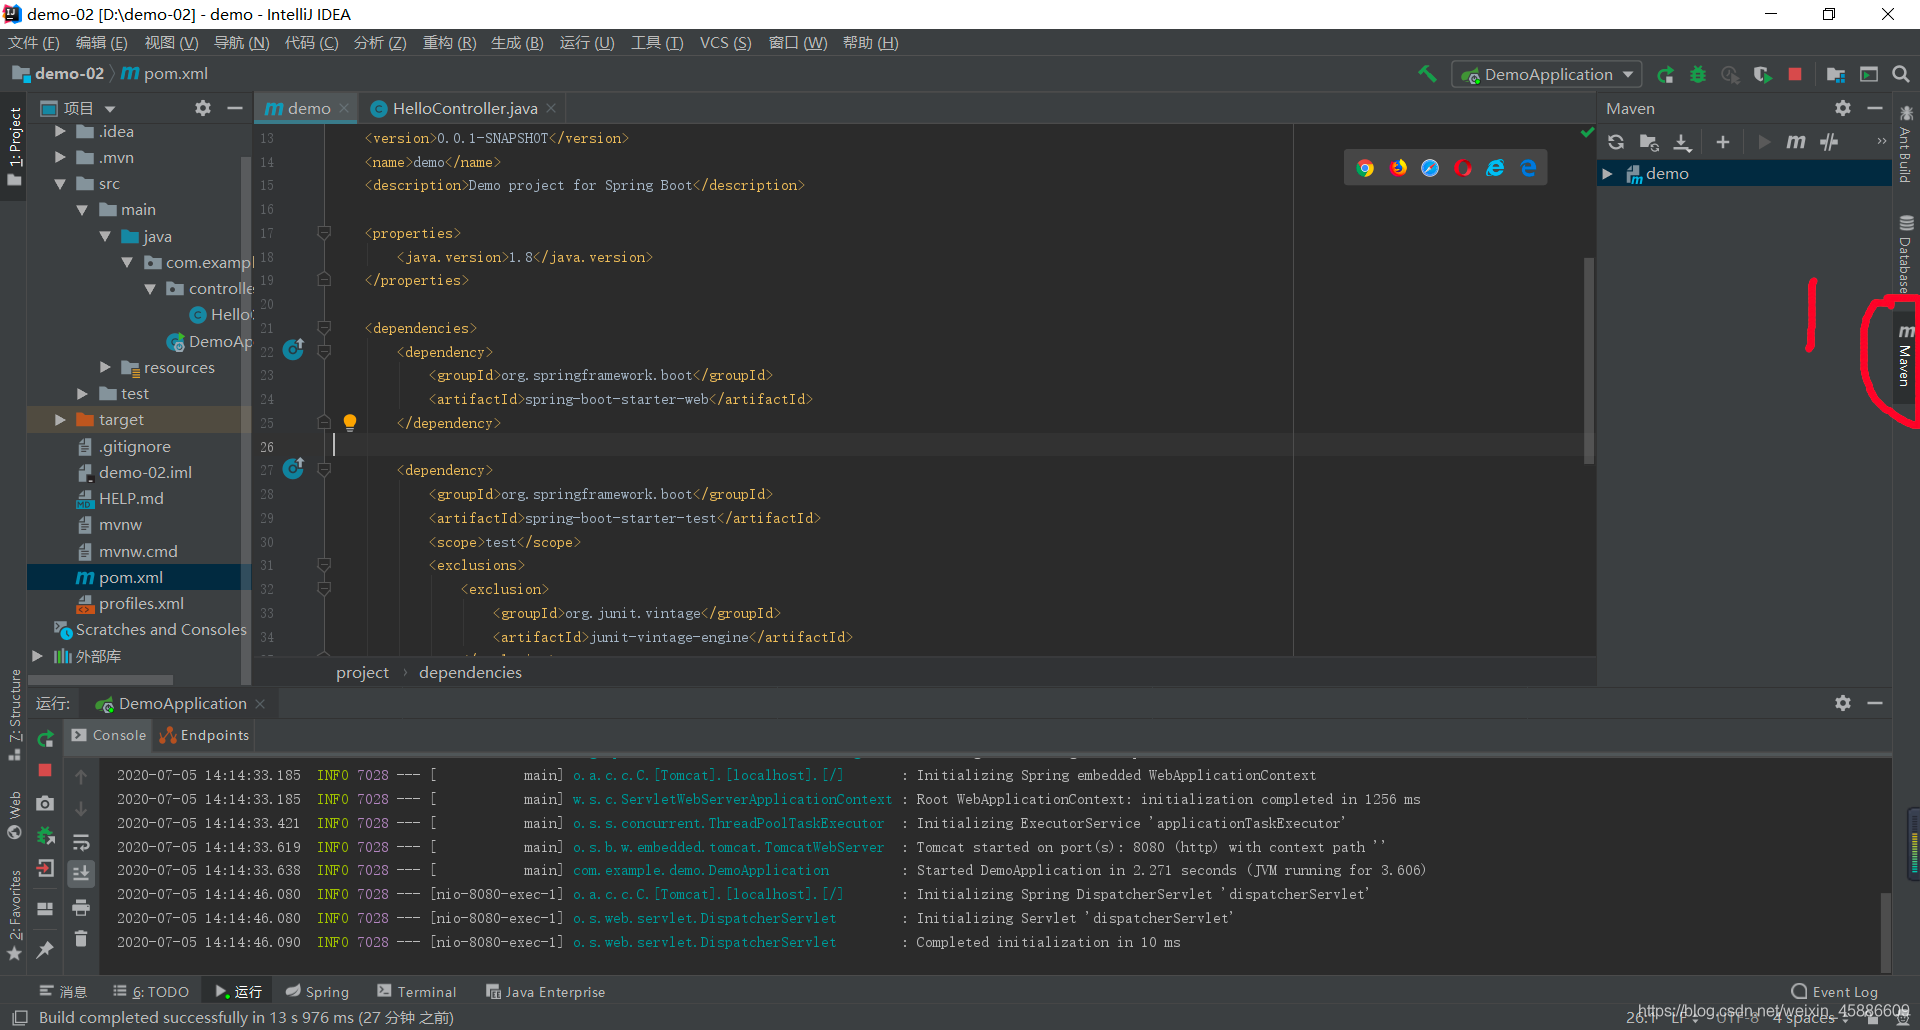 demo-02 [D:\demo-02] - demo - IntelliJ IDEA
文件 (F) 编辑 (E) 视图 (V) 导航 (N) 代码 (C) 分析 (Z) 重构 (R) 生成 (B) 运行 (U) 工具 (T) VCS (S) 窗口 (W) 帮助 (H)
demo-02 pom.xml
DemoApplication
项目
demo
HelloController.java
Maven
1: Project
.idea
.mvn
src
main
java
com.examp
controlle
Hello
DemoAp
resources
test
target
.gitignore
demo-02.iml
HELP.md
mvnw
mvnw.cmd
pom.xml
profiles.xml
Scratches and Consoles
外部库
13 <version>0.0.1-SNAPSHOT</version>
14 <name>demo</name>
15 <description>Demo project for Spring Boot</description>
16
17 <properties>
18 <java.version>1.8</java.version>
19 </properties>
20
21 <dependencies>
22 <dependency>
23 <groupId>org.springframework.boot</groupId>
24 <artifactId>spring-boot-starter-web</artifactId>
25 </dependency>
26
27 <dependency>
28 <groupId>org.springframework.boot</groupId>
29 <artifactId>spring-boot-starter-test</artifactId>
30 <scope>test</scope>
31 <exclusions>
32 <exclusion>
33 <groupId>org.junit.vintage</groupId>
34 <artifactId>junit-vintage-engine</artifactId>
project › dependencies
demo
Ant Build
Database
Maven
Z: Structure
Web
2: Favorites
运行: DemoApplication
Console Endpoints
2020-07-05 14:14:33.185 INFO 7028 --- [ main] o.a.c.c.C.[Tomcat].[localhost].[/] : Initializing Spring embedded WebApplicationContext
2020-07-05 14:14:33.185 INFO 7028 --- [ main] w.s.c.ServletWebServerApplicationContext : Root WebApplicationContext: initialization completed in 1256 ms
2020-07-05 14:14:33.421 INFO 7028 --- [ main] o.s.s.concurrent.ThreadPoolTaskExecutor : Initializing ExecutorService 'applicationTaskExecutor'
2020-07-05 14:14:33.619 INFO 7028 --- [ main] o.s.b.w.embedded.tomcat.TomcatWebServer : Tomcat started on port(s): 8080 (http) with context path ''
2020-07-05 14:14:33.638 INFO 7028 --- [ main] com.example.demo.DemoApplication : Started DemoApplication in 2.271 seconds (JVM running for 3.606)
2020-07-05 14:14:46.080 INFO 7028 --- [nio-8080-exec-1] o.a.c.c.C.[Tomcat].[localhost].[/] : Initializing Spring DispatcherServlet 'dispatcherServlet'
2020-07-05 14:14:46.080 INFO 7028 --- [nio-8080-exec-1] o.s.web.servlet.DispatcherServlet : Initializing Servlet 'dispatcherServlet'
2020-07-05 14:14:46.090 INFO 7028 --- [nio-8080-exec-1] o.s.web.servlet.DispatcherServlet : Completed initialization in 10 ms
消息 6: TODO 运行 Spring Terminal Java Enterprise Event Log
Build completed successfully in 13 s 976 ms (27 分钟 之前)
26:1 LF UTF-8 4 spaces
https://blog.csdn.net/weixin_45886609